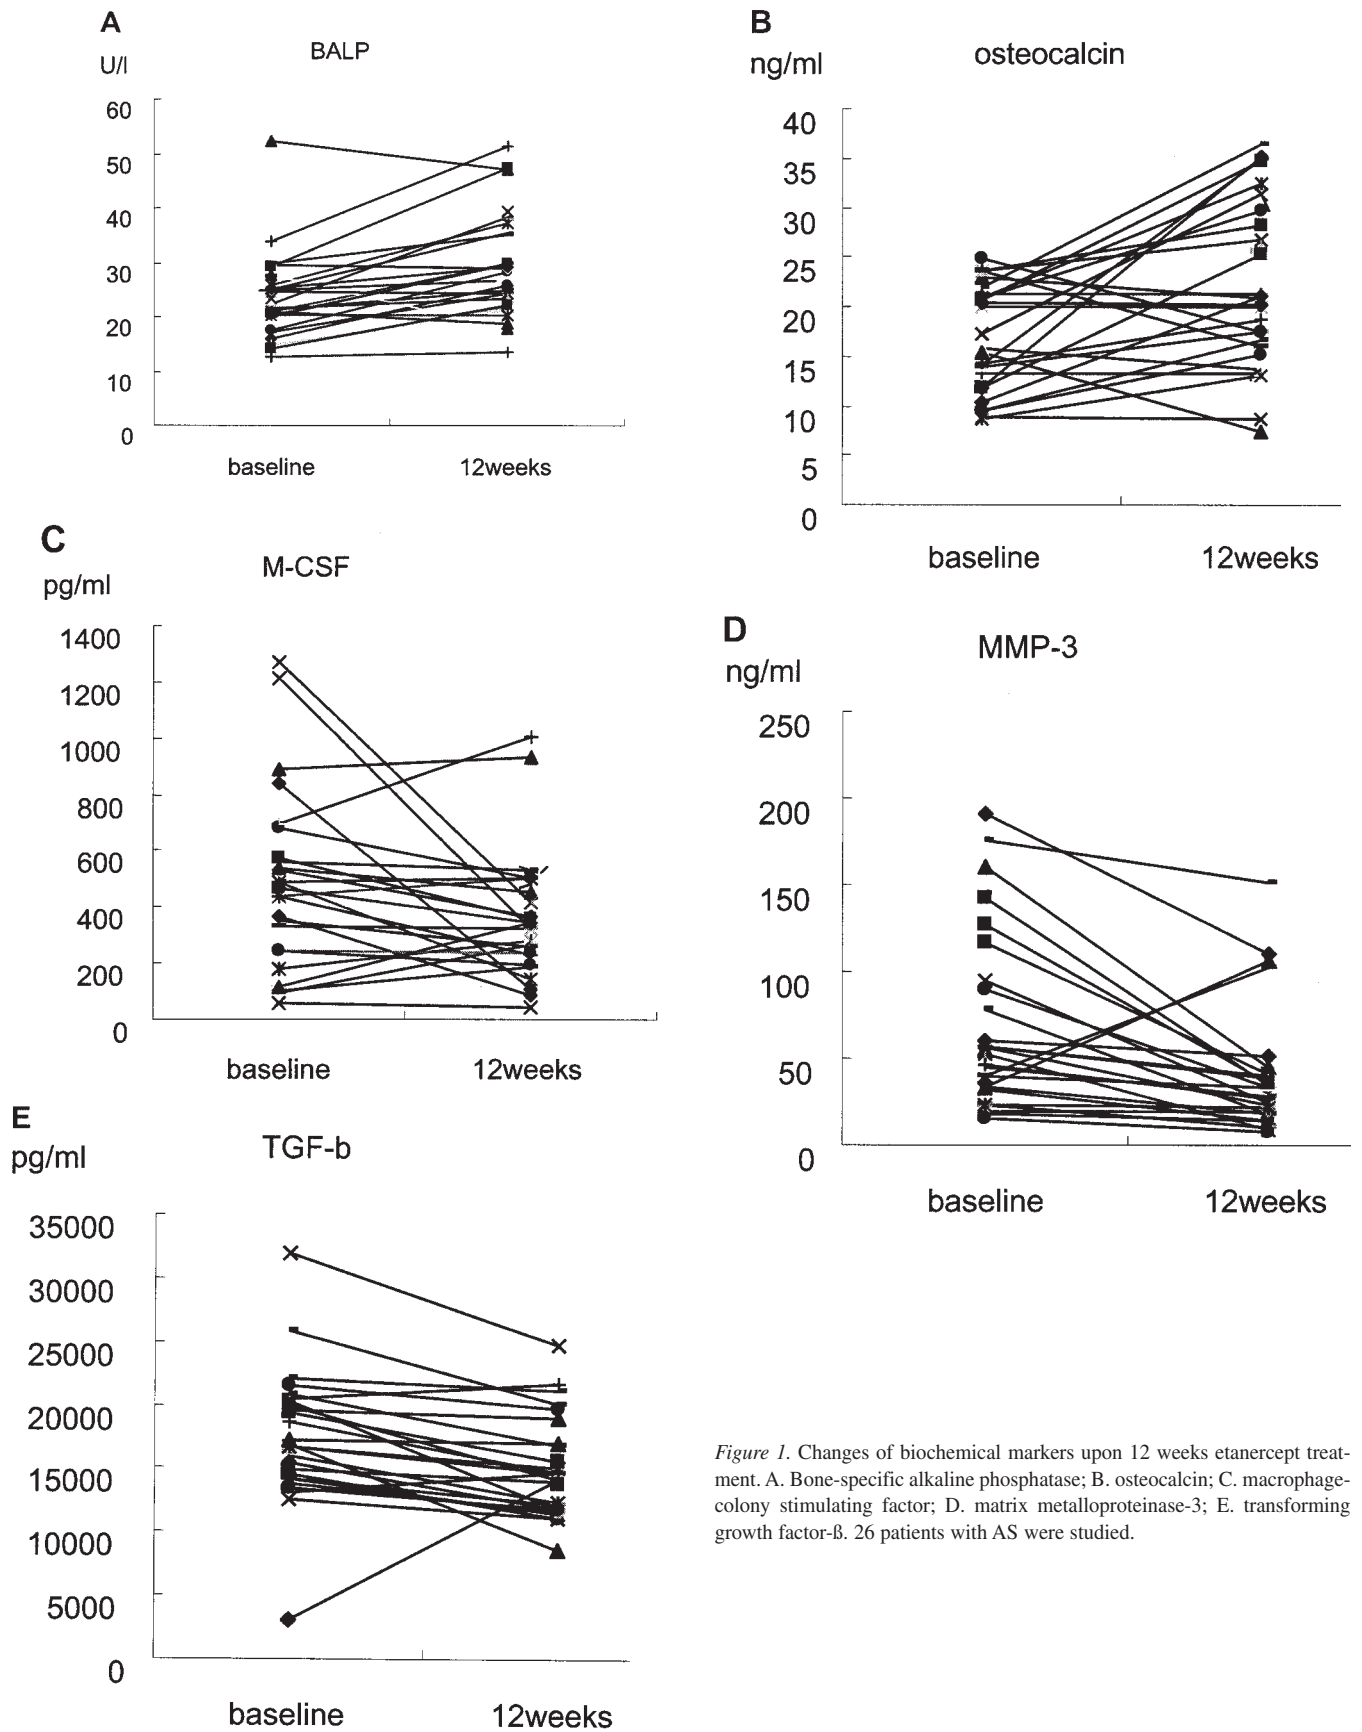 A
U/l
BALP
60
50
40
30
20
10
0
baseline
12weeks
B
ng/ml
osteocalcin
40
35
30
25
20
15
10
5
0
baseline
12weeks
C
pg/ml
M-CSF
1400
1200
1000
800
600
400
200
0
baseline
12weeks
D
ng/ml
MMP-3
250
200
150
100
50
0
baseline
12weeks
E
pg/ml
TGF-b
35000
30000
25000
20000
15000
10000
5000
0
baseline
12weeks
Figure 1. Changes of biochemical markers upon 12 weeks etanercept treat-
ment. A. Bone-specific alkaline phosphatase; B. osteocalcin; C. macrophage-
colony stimulating factor; D. matrix metalloproteinase-3; E. transforming
growth factor-ß. 26 patients with AS were studied.